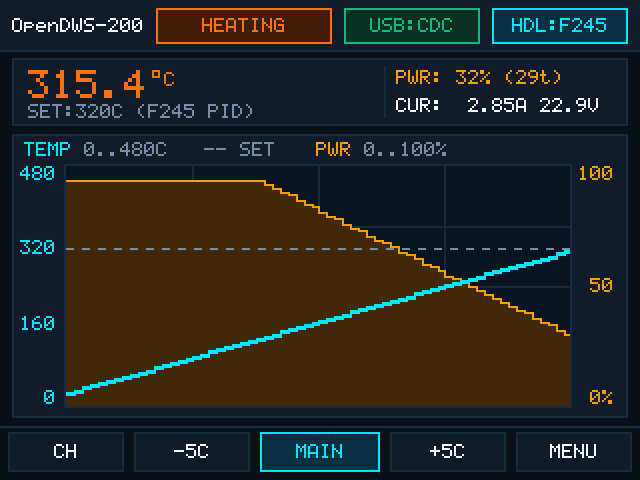 OpenDWS-200 HEATING USB:CDC HDL:F245
315.4°C PWR: 32% (29t)
SET:320C (F245 PID) CUR: 2.85A 22.9V
TEMP 0..480C -- SET PWR 0..100%
480 100
320
50
160
0 0%
CH -5C MAIN +5C MENU